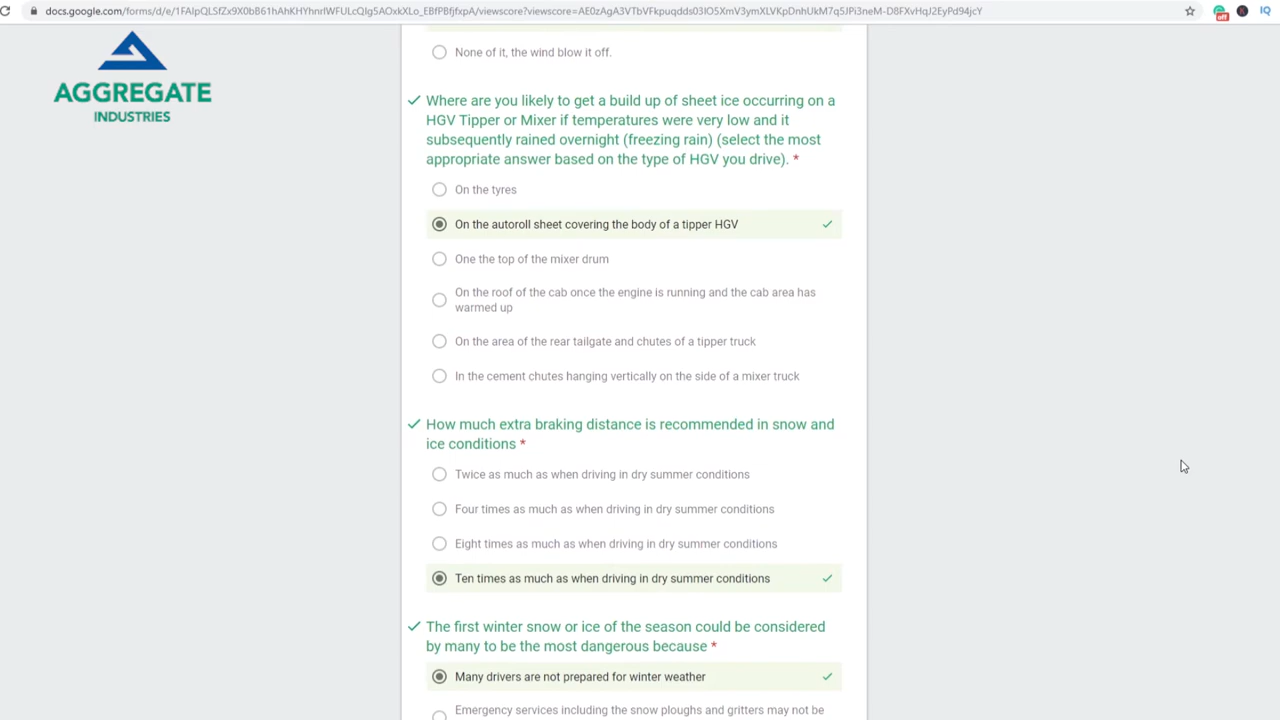 docs.google.com/forms/d/e/1FAIpQLSfZx9X0bB61hAhKHYhnrlWFULcQIg5AOxkXLo_EBfPBfjfxpA/viewscore?viewscore=AE0zAgA3VTbVFkpuqdds03IO5XmV3ymXLVKpDnhUkM7q5JPi3neM-D8FXvHqJ2EyPd94jcY
off
IQ
AGGREGATE
INDUSTRIES
None of it, the wind blow it off.
Where are you likely to get a build up of sheet ice occurring on a
HGV Tipper or Mixer if temperatures were very low and it
subsequently rained overnight (freezing rain) (select the most
appropriate answer based on the type of HGV you drive). *
On the tyres
On the autoroll sheet covering the body of a tipper HGV
One the top of the mixer drum
On the roof of the cab once the engine is running and the cab area has
warmed up
On the area of the rear tailgate and chutes of a tipper truck
In the cement chutes hanging vertically on the side of a mixer truck
How much extra braking distance is recommended in snow and
ice conditions *
Twice as much as when driving in dry summer conditions
Four times as much as when driving in dry summer conditions
Eight times as much as when driving in dry summer conditions
Ten times as much as when driving in dry summer conditions
The first winter snow or ice of the season could be considered
by many to be the most dangerous because *
Many drivers are not prepared for winter weather
Emergency services including the snow ploughs and gritters may not be